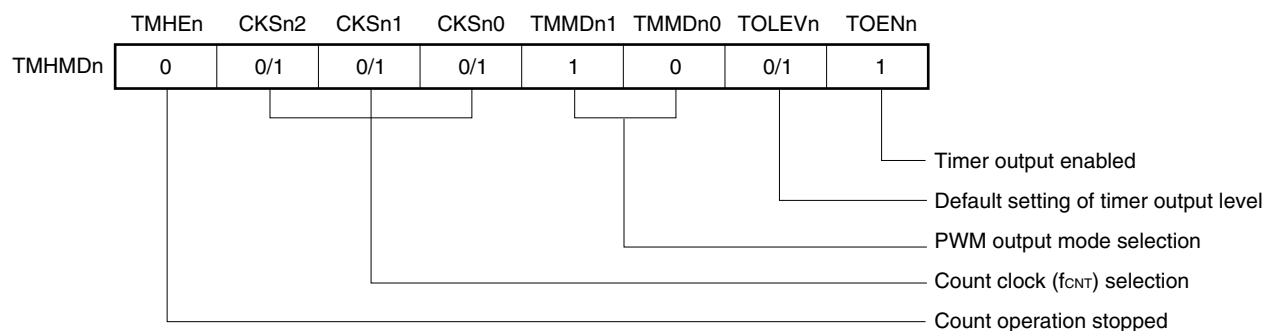 TMHEn CKSn2 CKSn1 CKSn0 TMMDn1 TMMDn0 TOLEVn TOENn
TMHMDn 0 0/1 0/1 0/1 1 0 0/1 1
Timer output enabled
Default setting of timer output level
PWM output mode selection
Count clock (fCNT) selection
Count operation stopped